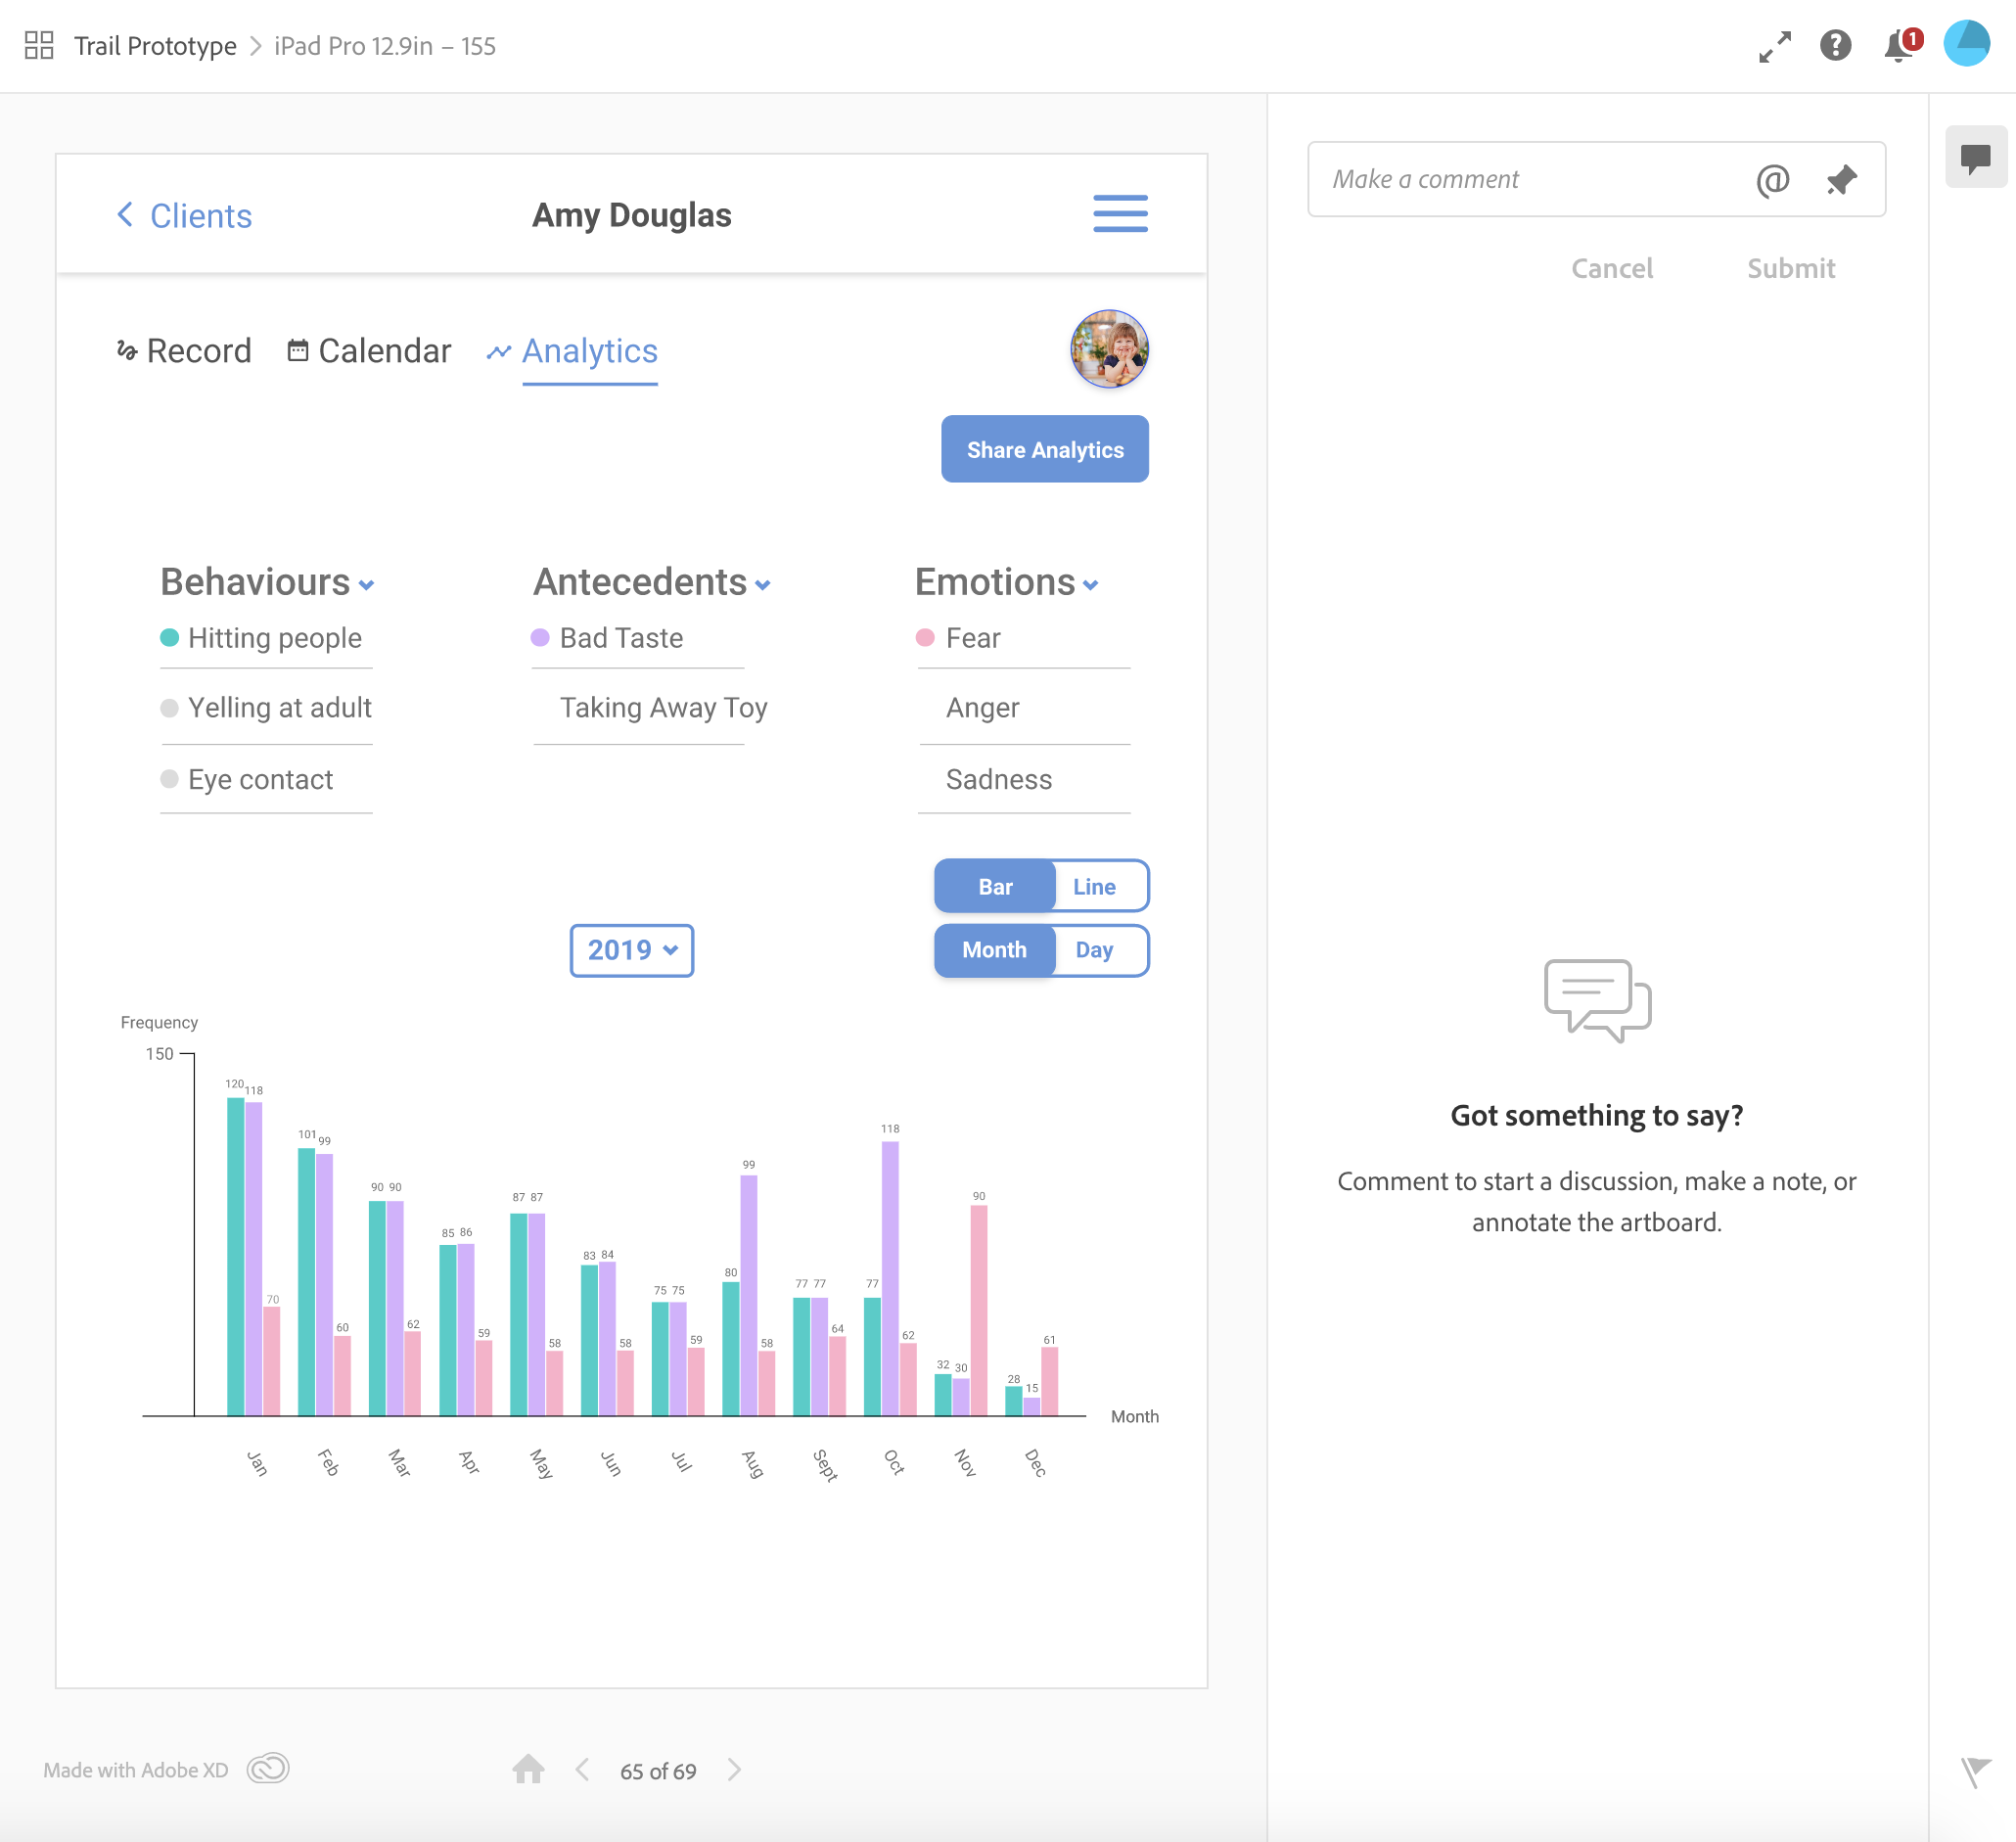 Trail Prototype > iPad Pro 12.9in – 155
1
Make a comment @
Cancel Submit
Clients Amy Douglas
Record Calendar Analytics
Share Analytics
Behaviours Antecedents Emotions
Hitting people Bad Taste Fear
Yelling at adult Taking Away Toy Anger
Eye contact Sadness
Bar Line
2019 Month Day
Frequency
150
120 118 70
101 99 60
90 90 62
85 86 59
87 87 58
83 84 58
75 75 59
80 99 58
77 77 64
77 118 62
32 30 90
28 15 61
Month
Jan Feb Mar Apr May Jun Jul Aug Sept Oct Nov Dec
Got something to say?
Comment to start a discussion, make a note, or
annotate the artboard.
Made with Adobe XD 65 of 69